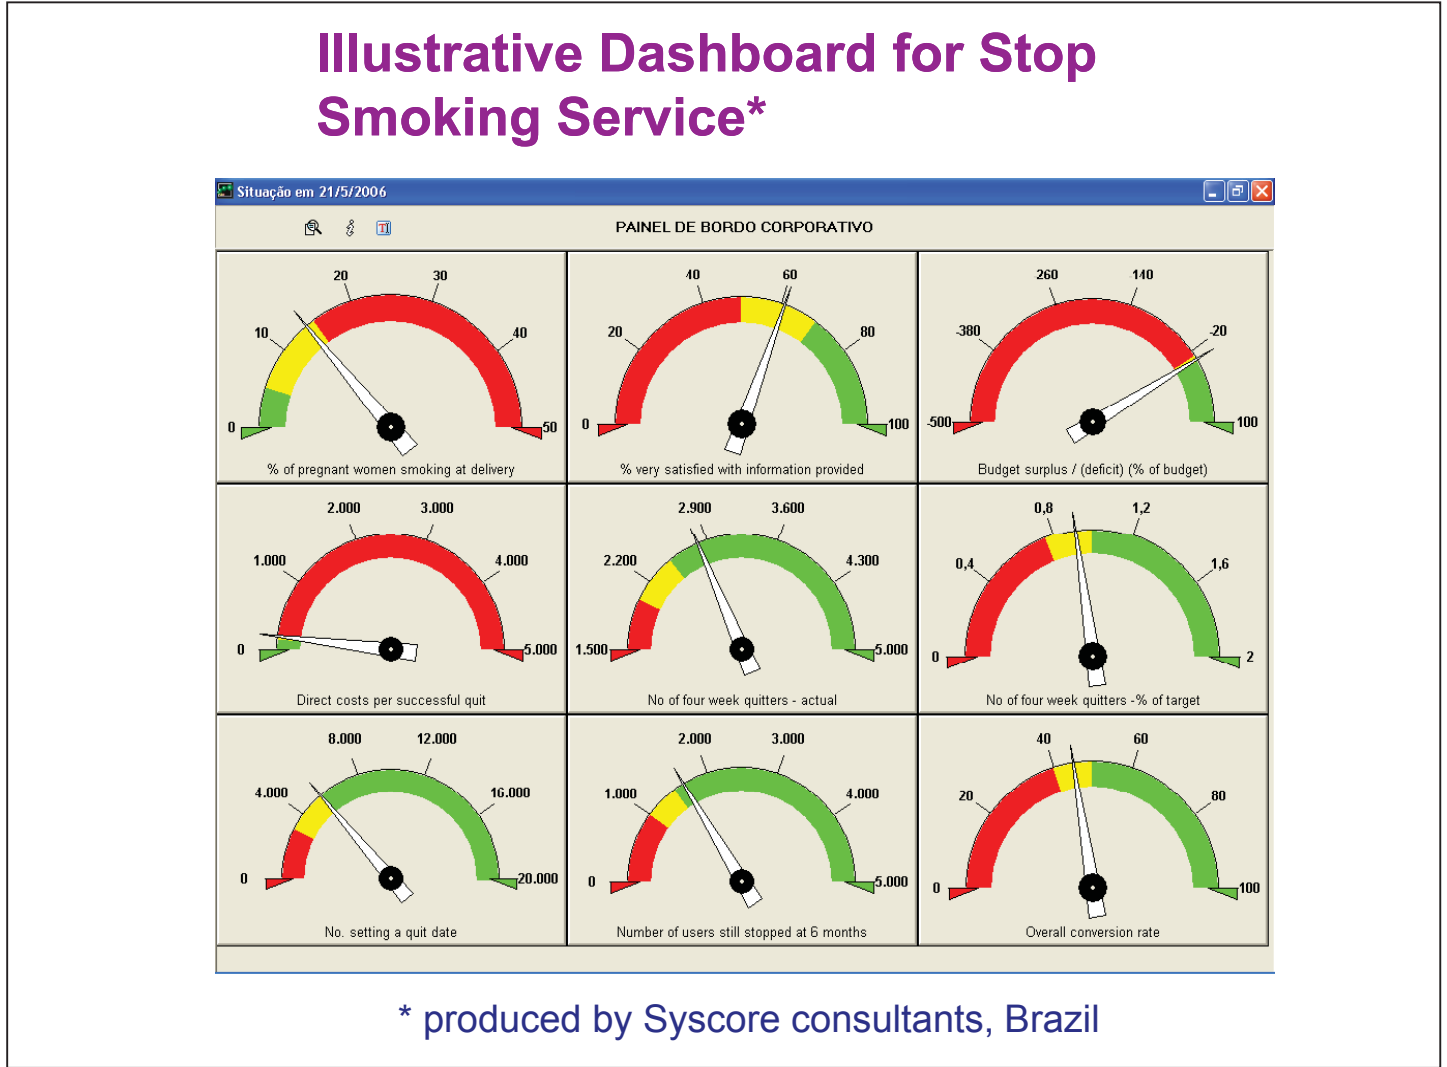 Illustrative Dashboard for Stop
Smoking Service*
Situação em 21/5/2006
PAINEL DE BORDO CORPORATIVO
20 30
10 40
0 50
% of pregnant women smoking at delivery
40 60
20 80
0 100
% very satisfied with information provided
260 140
-380 -20
-500 100
Budget surplus / (deficit) (% of budget)
2.000 3.000
1.000 4.000
0 5.000
Direct costs per successful quit
2.900 3.600
2.200 4.300
1.500 5.000
No of four week quitters - actual
0,8 1,2
0,4 1,6
0 2
No of four week quitters -% of target
8.000 12.000
4.000 16.000
0 20.000
No. setting a quit date
2.000 3.000
1.000 4.000
0 5.000
Number of users still stopped at 6 months
40 60
20 80
0 100
Overall conversion rate
* produced by Syscore consultants, Brazil